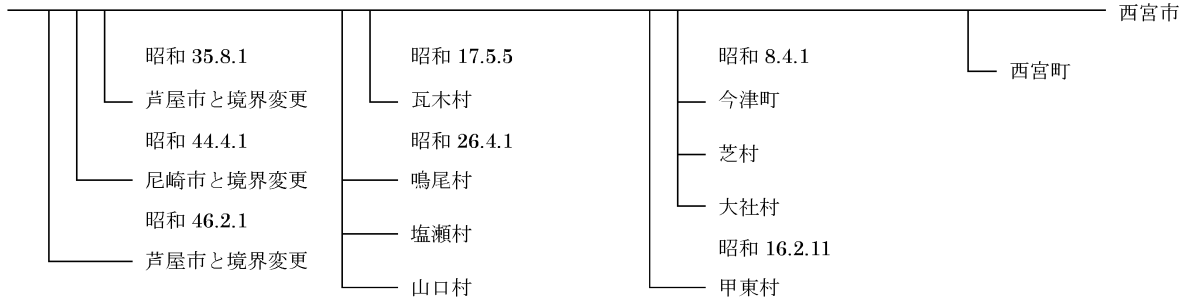 西宮市
西宮町
昭和 8.4.1
今津町
芝村
大社村
昭和 16.2.11
甲東村
昭和 17.5.5
瓦木村
昭和 26.4.1
鳴尾村
塩瀬村
山口村
昭和 35.8.1
芦屋市と境界変更
昭和 44.4.1
尼崎市と境界変更
昭和 46.2.1
芦屋市と境界変更